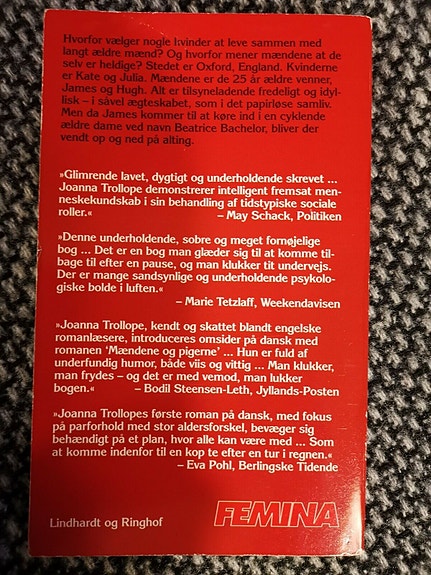 Hvorfor vælger nogle kvinder at leve sammen med
langt ældre mænd? Og hvorfor mener mændene at de
selv er heldige? Stedet er Oxford, England. Kvinderne
er Kate og Julia. Mændene er de 25 år ældre venner,
James og Hugh. Alt er tilsyneladende fredeligt og idyl-
lisk – i såvel ægteskabet, som i det papirløse samliv.
Men da James kommer til at køre ind i en cyklende
ældre dame ved navn Beatrice Bachelor, bliver der
vendt op og ned på alting.
»Glimrende lavet, dygtigt og underholdende skrevet ...
Joanna Trollope demonstrerer intelligent fremsat men-
neskekundskab i sin behandling af tidstypiske sociale
roller.« – May Schack, Politiken
»Denne underholdende, sobre og meget fornøjelige
bog ... Det er en bog man glæder sig til at komme til-
bage til efter en pause, og man klukker tit undervejs.
Der er mange sandsynlige og underholdende psykolo-
giske bolde i luften.«
– Marie Tetzlaff, Weekendavisen
»Joanna Trollope, kendt og skattet blandt engelske
romanlæsere, introduceres omsider på dansk med
romanen 'Mændene og pigerne' ... Hun er fuld af
underfundig humor, både viis og vittig ... Man klukker,
man frydes – og det er med vemod, man lukker
bogen.« – Bodil Steensen-Leth, Jyllands-Posten
»Joanna Trollopes første roman på dansk, med fokus
på parforhold med stor aldersforskel, bevæger sig
behændigt på et plan, hvor alle kan være med ... Som
at komme indenfor til en kop te efter en tur i regnen.«
– Eva Pohl, Berlingske Tidende
Lindhardt og Ringhof FEMINA